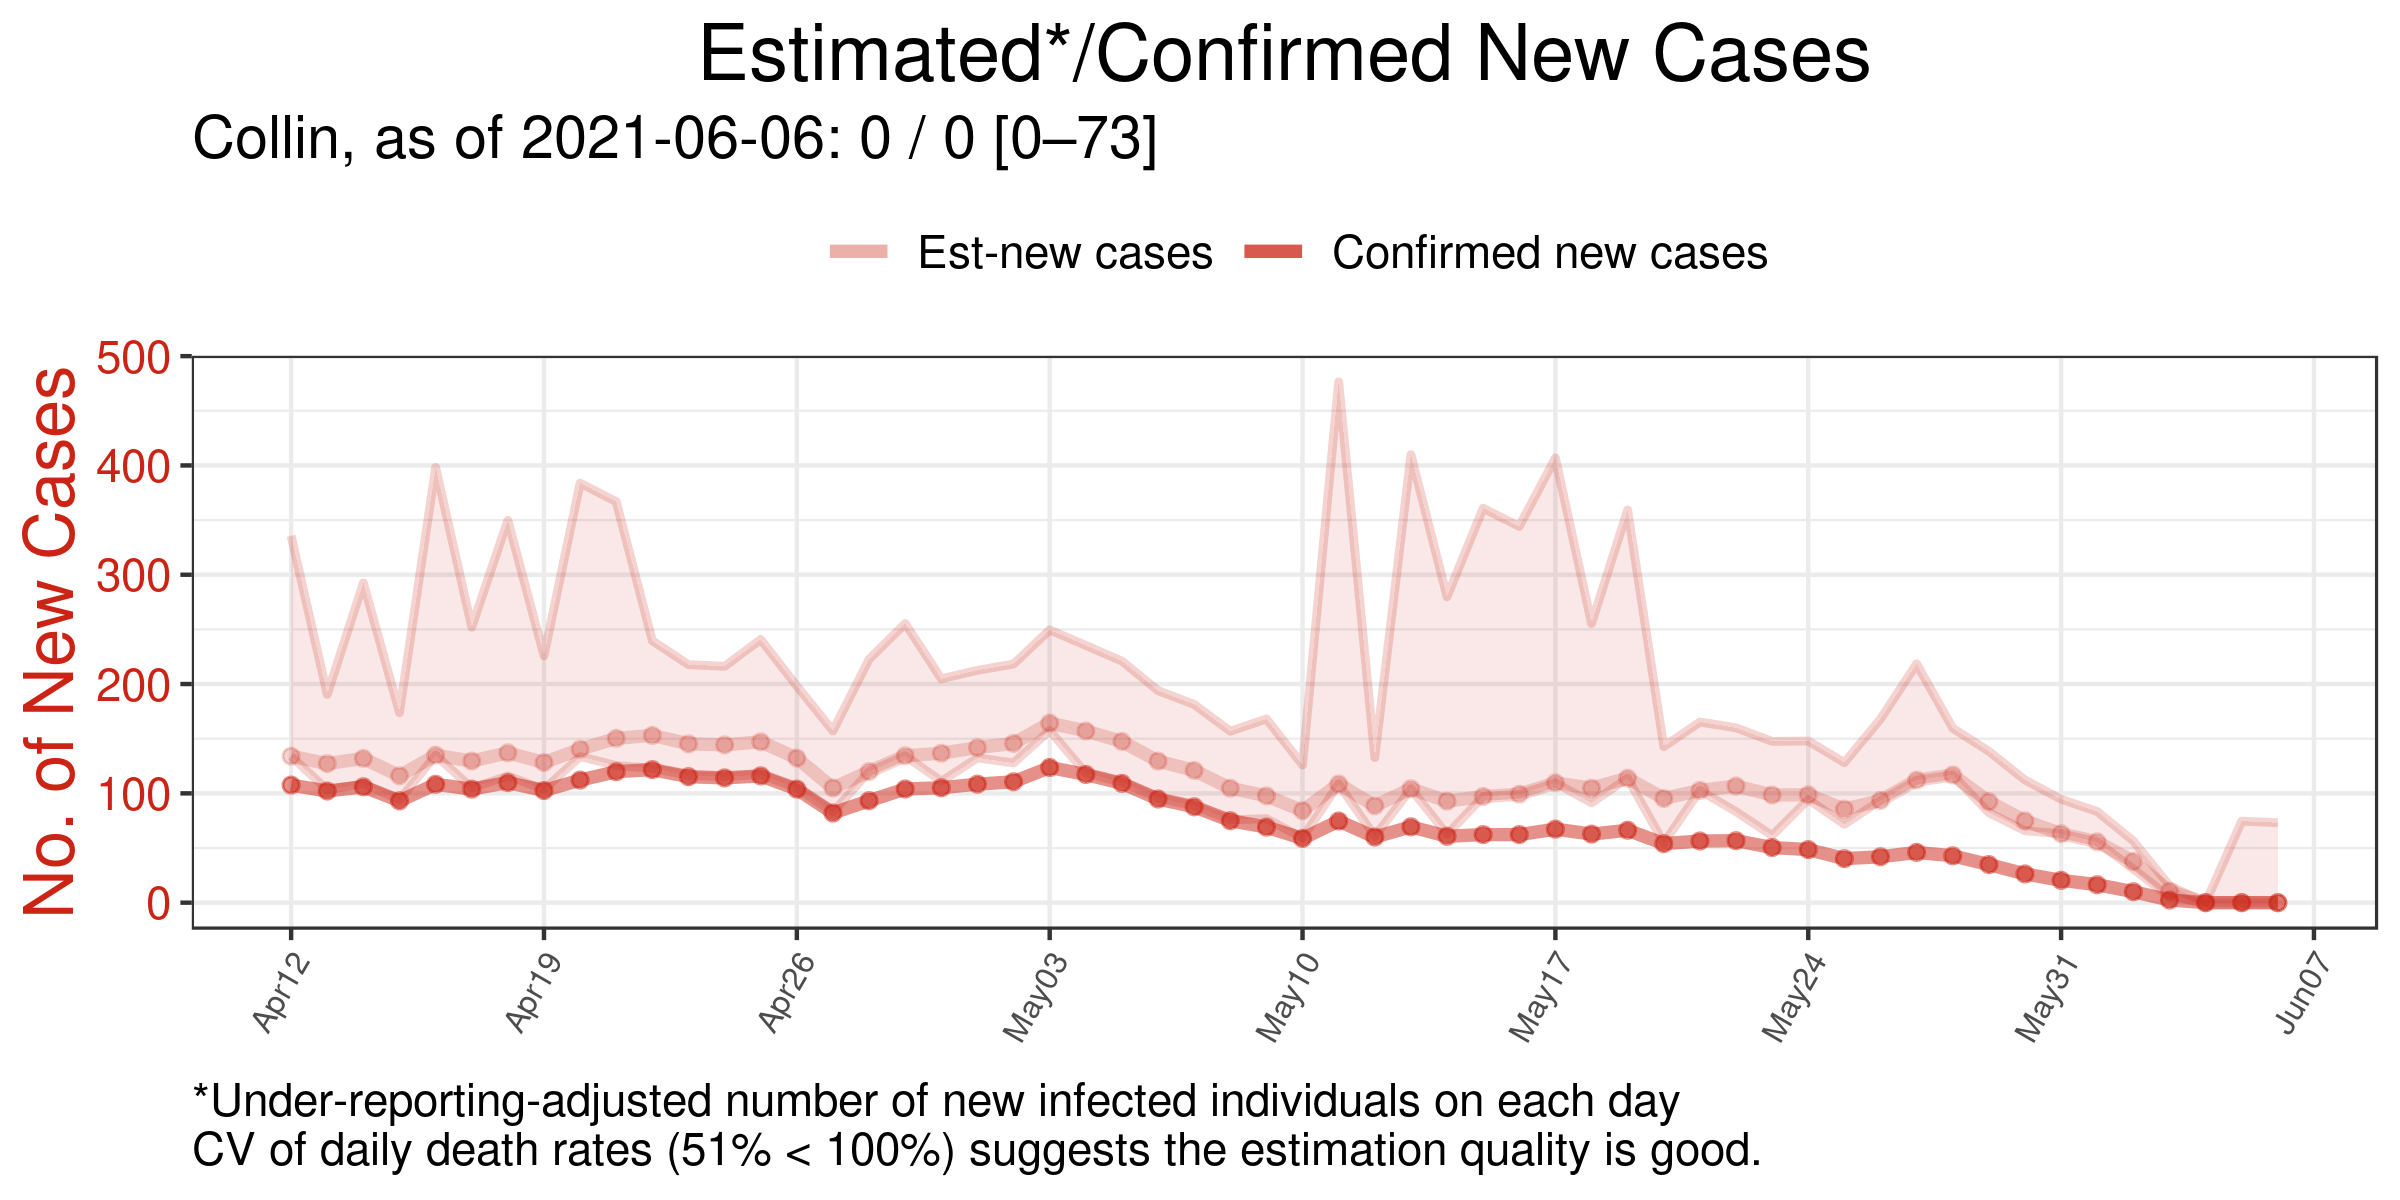 Estimated*/Confirmed New Cases
Collin, as of 2021-06-06: 0 / 0 [0–73]
Est-new cases Confirmed new cases
No. of New Cases
500
400
300
200
100
0
Apr12 Apr19 Apr26 May03 May10 May17 May24 May31 Jun07
*Under-reporting-adjusted number of new infected individuals on each day
CV of daily death rates (51% < 100%) suggests the estimation quality is good.